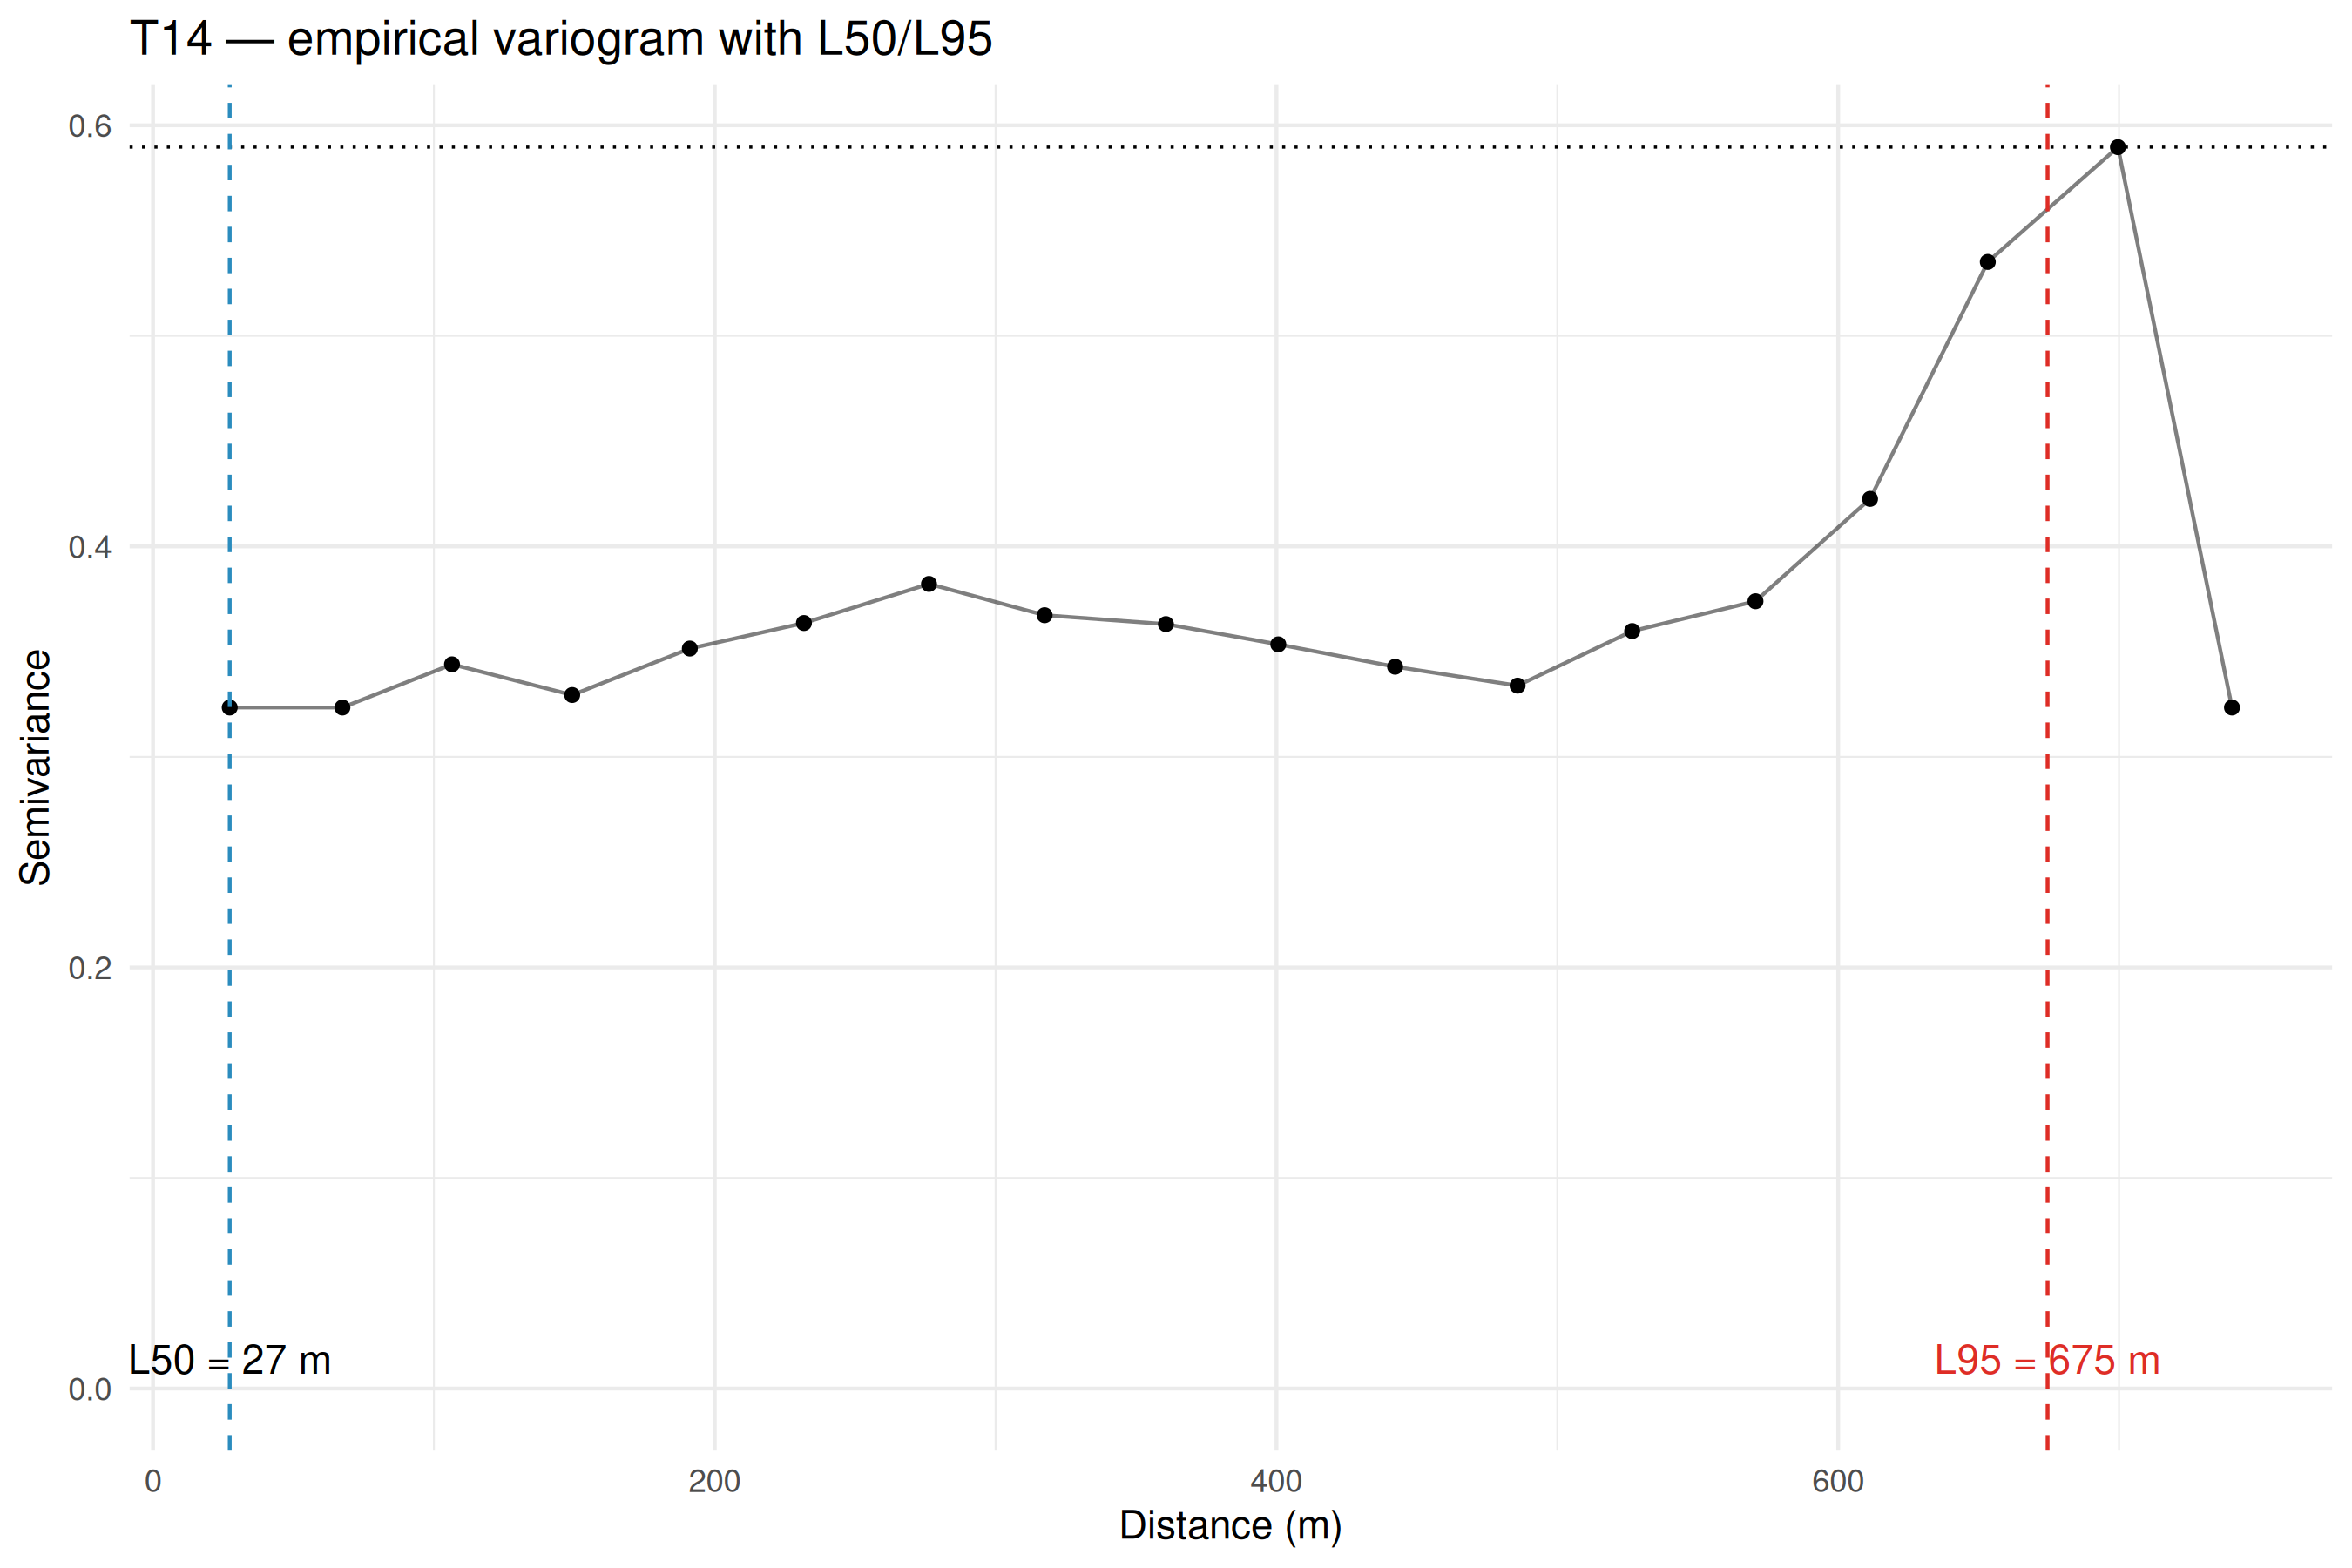 T14 — empirical variogram with L50/L95
0.6
0.4
0.2
0.0
Semivariance
L50 = 27 m
L95 = 675 m
0
200
400
600
Distance (m)